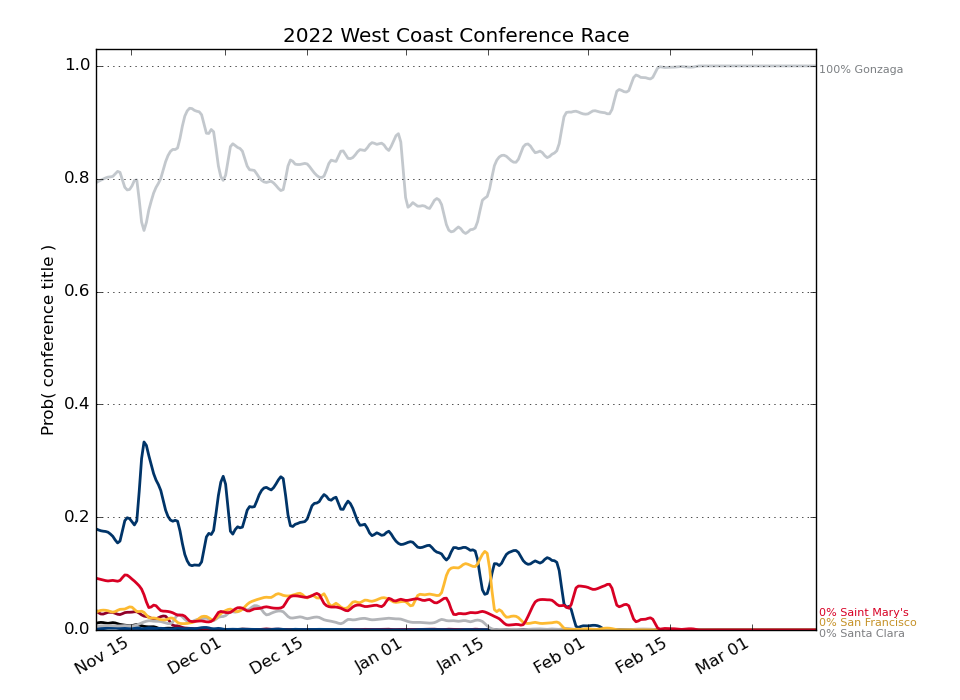 2022 West Coast Conference Race
Prob( conference title )
1.0
0.8
0.6
0.4
0.2
0.0
Nov 15
Dec 01
Dec 15
Jan 01
Jan 15
Feb 01
Feb 15
Mar 01
100% Gonzaga
0% Saint Mary's
0% San Francisco
0% Santa Clara